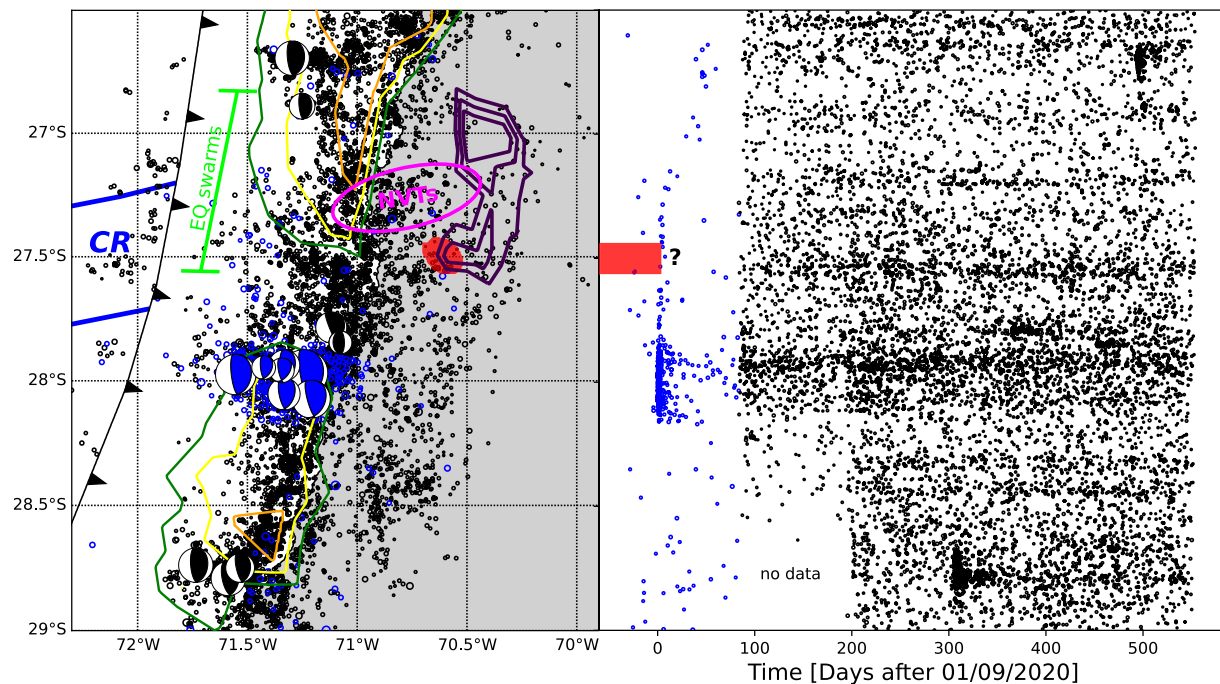 27°S
27.5°S
28°S
28.5°S
29°S
72°W
71.5°W
71°W
70.5°W
70°W
EQ swarms
CR
NVTs
?
no data
0
100
200
300
400
500
Time [Days after 01/09/2020]